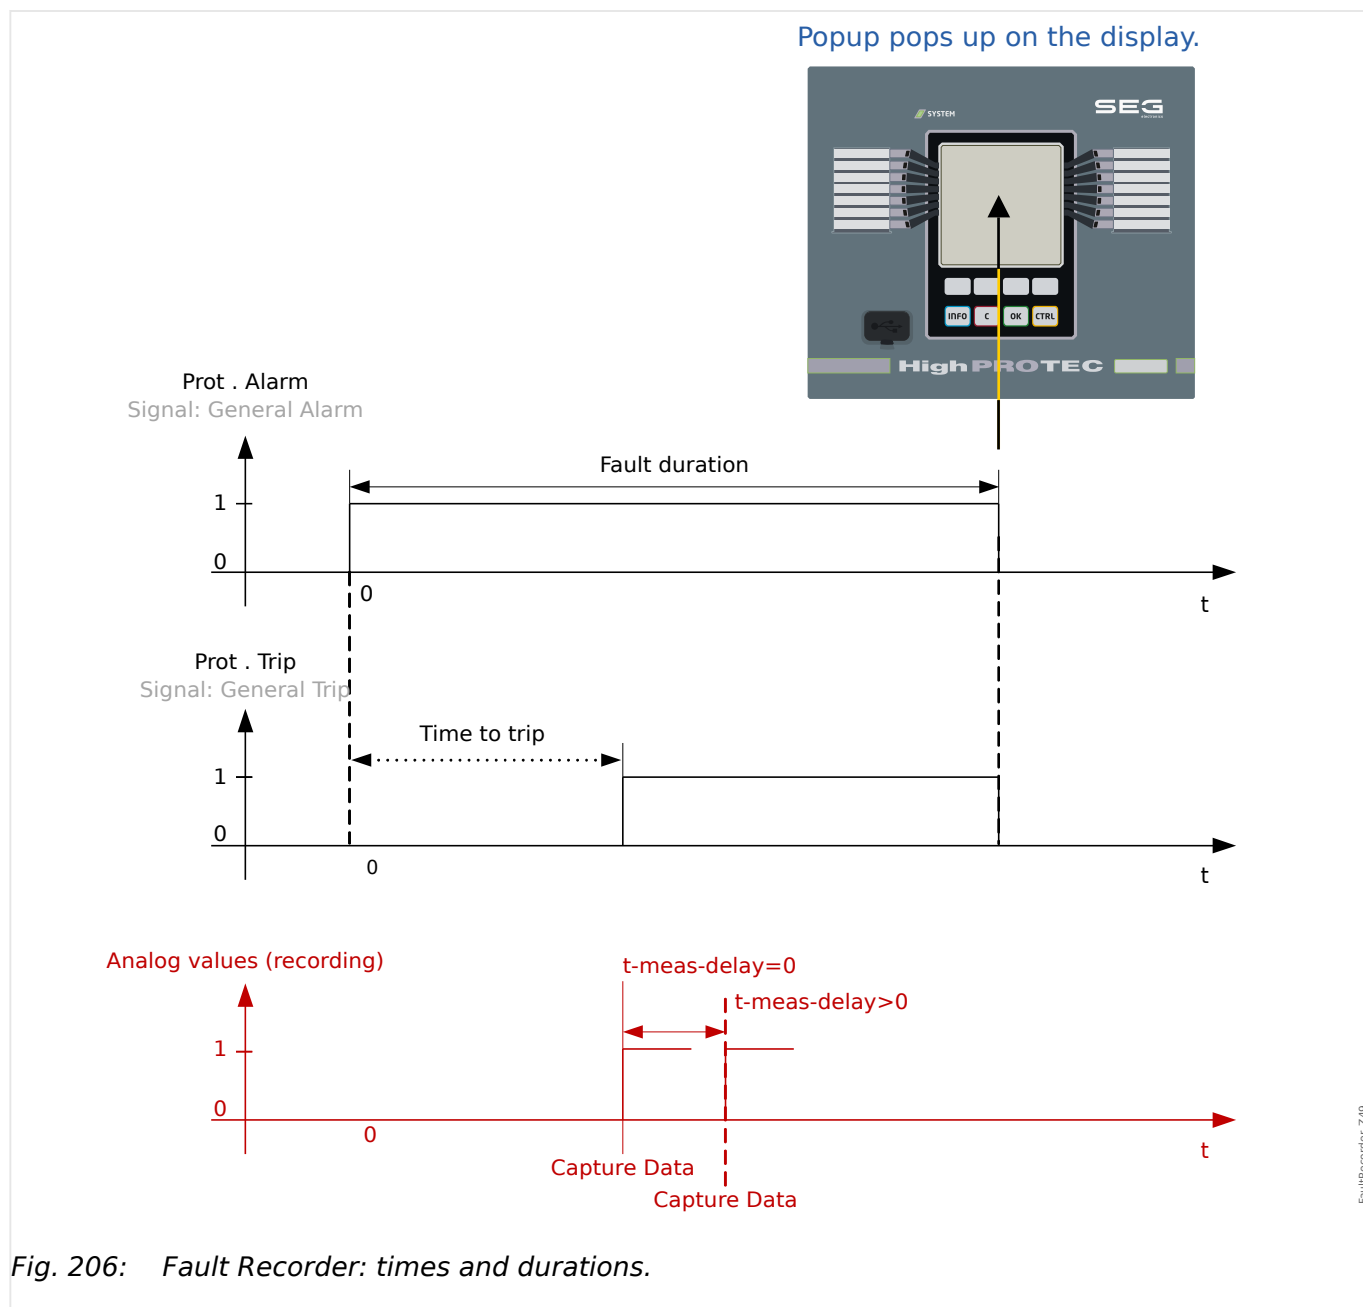 Popup pops up on the display.
SYSTEM
SEG
INFO
C
OK
CTRL
HighPROTEC
Prot . Alarm
Signal: General Alarm
Fault duration
1
0
0
t
Prot . Trip
Signal: General Trip
Time to trip
1
0
0
t
Analog values (recording)
t-meas-delay=0
t-meas-delay>0
1
0
0
t
Capture Data
Capture Data
Fig. 206: Fault Recorder: times and durations.